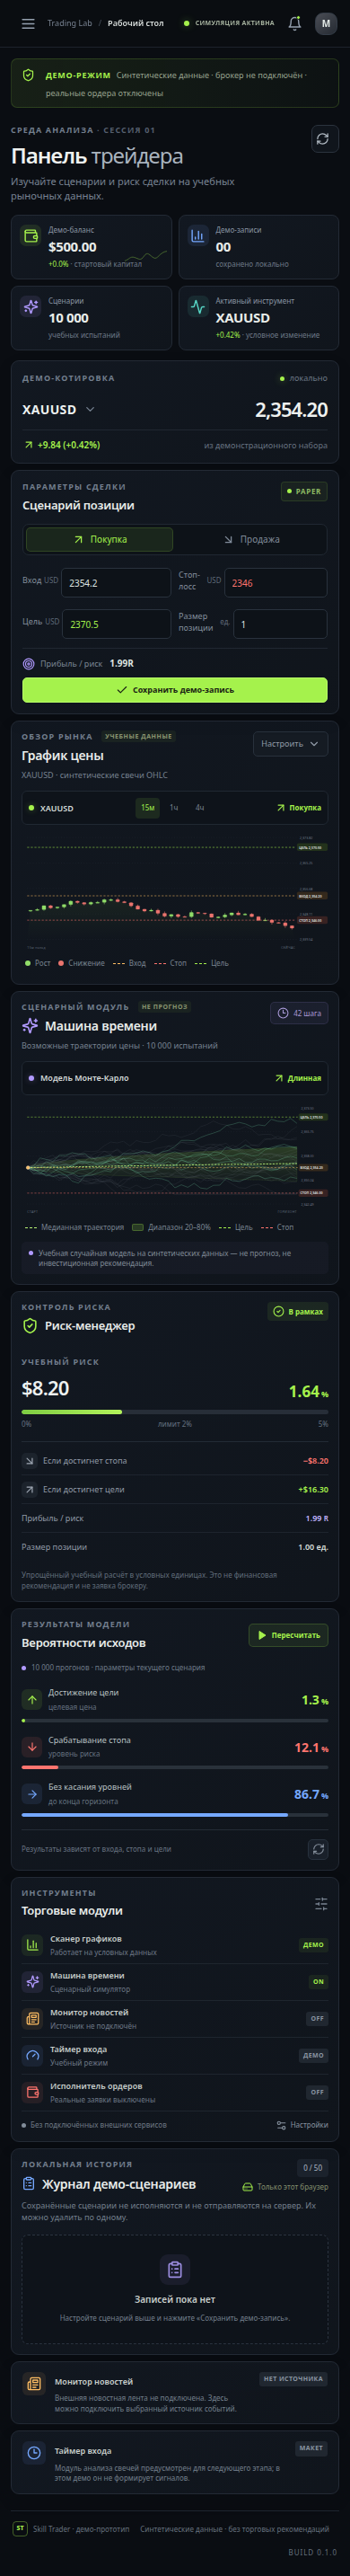 Trading Lab / Рабочий стол
СИМУЛЯЦИЯ АКТИВНА
M
ДЕМО-РЕЖИМ Синтетические данные · брокер не подключён ·
реальные ордера отключены
СРЕДА АНАЛИЗА · СЕССИЯ 01
Панель трейдера
Изучайте сценарии и риск сделки на учебных
рыночных данных.
Демо-баланс
$500.00
+0.0% · стартовый капитал
Демо-записи
00
сохранено локально
Сценарии
10 000
учебных испытаний
Активный инструмент
XAUUSD
+0.42% · условное изменение
ДЕМО-КОТИРОВКА
локально
XAUUSD
2,354.20
+9.84 (+0.42%)
из демонстрационного набора
ПАРАМЕТРЫ СДЕЛКИ
PAPER
Сценарий позиции
Покупка
Продажа
Вход USD 2354.2
Стоп-лосс USD 2346
Цель USD 2370.5
Размер позиции ед. 1
Прибыль / риск 1.99R
Сохранить демо-запись
ОБЗОР РЫНКА УЧЕБНЫЕ ДАННЫЕ
Настроить
График цены
XAUUSD · синтетические свечи OHLC
XAUUSD
15м 1ч 4ч
Покупка
Рост Снижение Вход Стоп Цель
СЦЕНАРНЫЙ МОДУЛЬ НЕ ПРОГНОЗ
42 шага
Машина времени
Возможные траектории цены · 10 000 испытаний
Модель Монте-Карло
Длинная
Медианная траектория Диапазон 20–80% Цель Стоп
Учебная случайная модель на синтетических данных — не прогноз, не
инвестиционная рекомендация.
КОНТРОЛЬ РИСКА
В рамках
Риск-менеджер
УЧЕБНЫЙ РИСК
$8.20
1.64 %
0% лимит 2% 5%
Если достигнет стопа −$8.20
Если достигнет цели +$16.30
Прибыль / риск 1.99 R
Размер позиции 1.00 ед.
Упрощённый учебный расчёт в условных единицах. Это не финансовая
рекомендация и не заявка брокеру.
РЕЗУЛЬТАТЫ МОДЕЛИ
Вероятности исходов
Пересчитать
10 000 прогонов · параметры текущего сценария
Достижение цели
целевая цена
1.3 %
Срабатывание стопа
уровень риска
12.1 %
Без касания уровней
до конца горизонта
86.7 %
Результаты зависят от входа, стопа и цели
ИНСТРУМЕНТЫ
Торговые модули
Сканер графиков
Работает на условных данных
ДЕМО
Машина времени
Сценарный симулятор
ON
Монитор новостей
Источник не подключён
OFF
Таймер входа
Учебный режим
ДЕМО
Исполнитель ордеров
Реальные заявки выключены
OFF
Без подключённых внешних сервисов
Настройки
ЛОКАЛЬНАЯ ИСТОРИЯ
0 / 50
Журнал демо-сценариев
Только этот браузер
Сохранённые сценарии не исполняются и не отправляются на сервер. Их
можно удалить по одному.
Записей пока нет
Настройте сценарий выше и нажмите «Сохранить демо-запись».
Монитор новостей
НЕТ ИСТОЧНИКА
Внешняя новостная лента не подключена. Здесь
можно подключить выбранный источник событий.
Таймер входа
МАКЕТ
Модуль анализа свечей предусмотрен для следующего этапа; в
этом демо он не формирует сигналов.
ST Skill Trader · демо-прототип
Синтетические данные · без торговых рекомендаций
BUILD 0.1.0